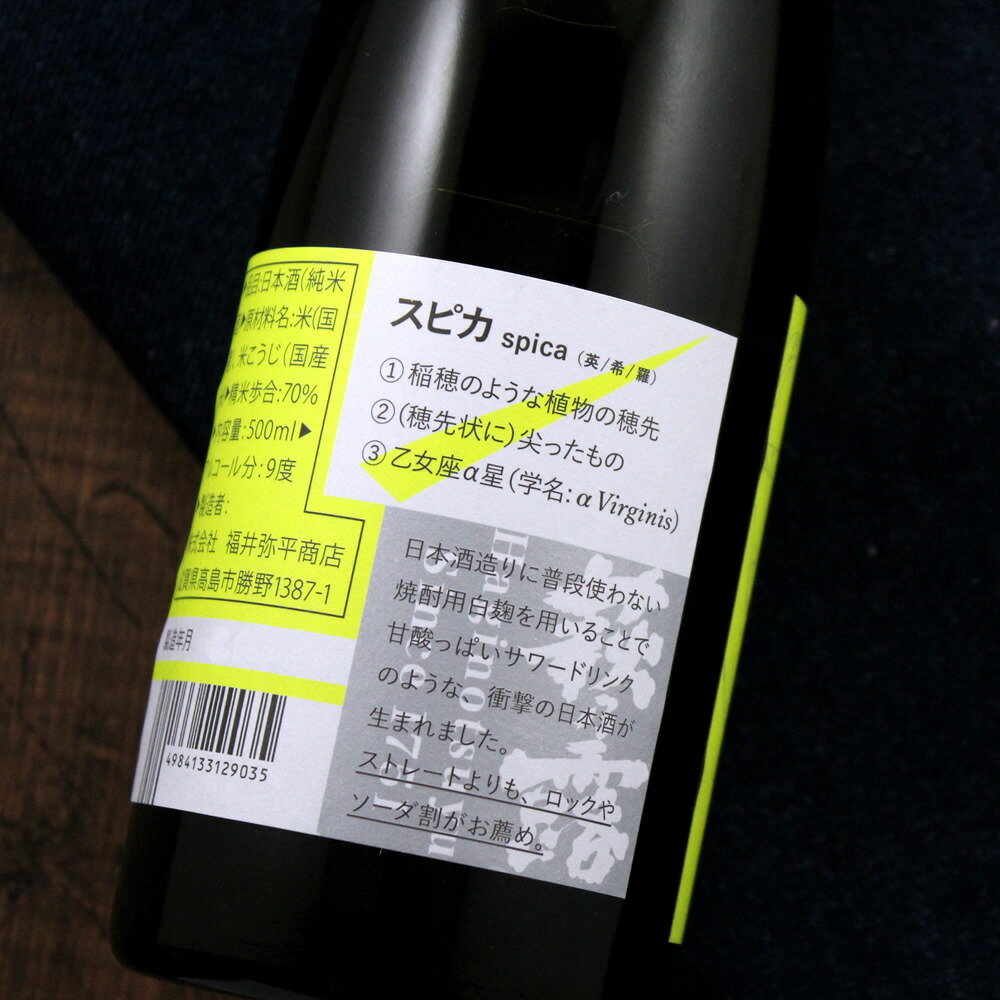 品目:日本酒(純米
▶原材料名:米(国
、米こうじ(国産
▶精米歩合:70%
▶内容量:500ml▶
コール分:9度
▶製造者:
株式会社 福井弥平商店
滋賀県高島市勝野1387-1
製造年月
4984133129035
スピカ spica (英/希/羅)
①稲穂のような植物の穂先
②(穂先状に)尖ったもの
③乙女座α星(学名:α Virginis)
日本酒造りに普段使わない
焼酎用白麹を用いることで
甘酸っぱいサワードリンク
のような、衝撃の日本酒が
生まれました。
ストレートよりも、ロックや
ソーダ割がお薦め。
Since 1751